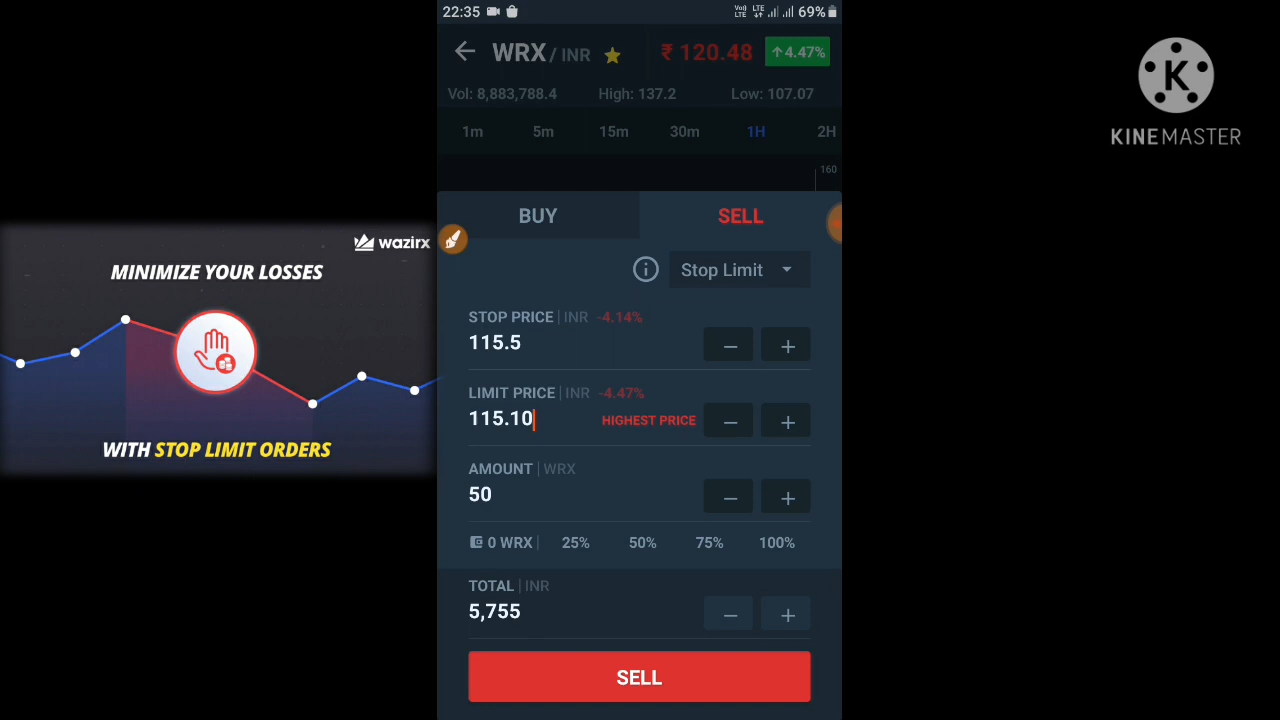 22:35
Vo)) LTE
LTE
69%
WRX / INR
₹ 120.48
↑4.47%
Vol: 8,883,788.4
High: 137.2
Low: 107.07
1m
5m
15m
30m
1H
2H
160
BUY
SELL
Stop Limit
STOP PRICE | INR -4.14%
115.5
LIMIT PRICE | INR -4.47%
115.10
HIGHEST PRICE
AMOUNT | WRX
50
0 WRX
25%
50%
75%
100%
TOTAL | INR
5,755
SELL
wazirx
MINIMIZE YOUR LOSSES
WITH STOP LIMIT ORDERS
K
KINEMASTER